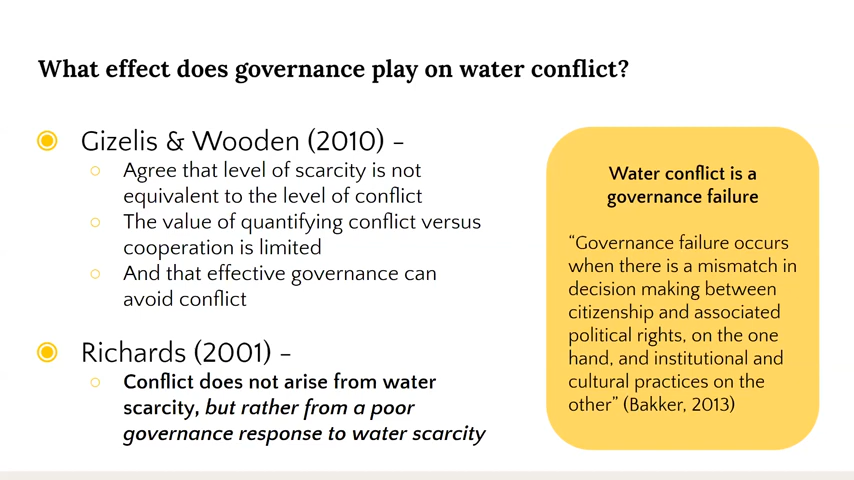 What effect does governance play on water conflict?
Gizelis & Wooden (2010) -
Agree that level of scarcity is not
equivalent to the level of conflict
The value of quantifying conflict versus
cooperation is limited
And that effective governance can
avoid conflict
Richards (2001) -
Conflict does not arise from water
scarcity, but rather from a poor
governance response to water scarcity
Water conflict is a
governance failure
“Governance failure occurs
when there is a mismatch in
decision making between
citizenship and associated
political rights, on the one
hand, and institutional and
cultural practices on the
other” (Bakker, 2013)